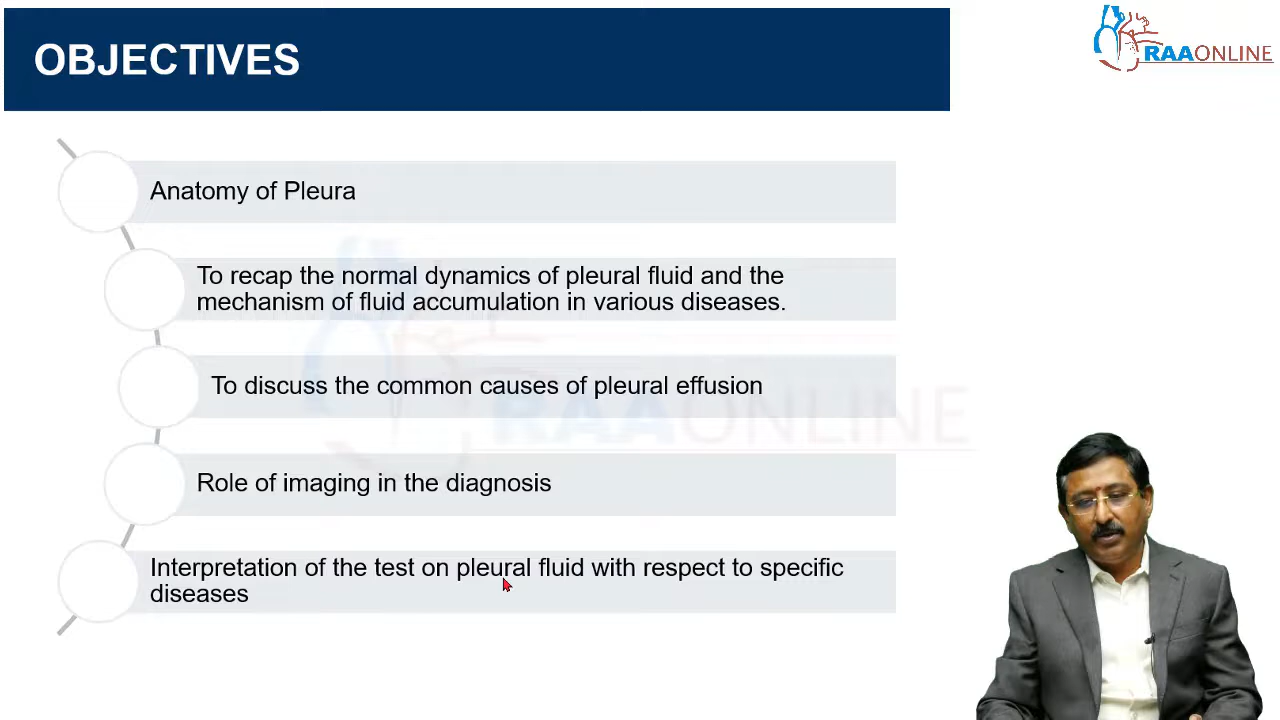 OBJECTIVES
RAAONLINE
Anatomy of Pleura
To recap the normal dynamics of pleural fluid and the
mechanism of fluid accumulation in various diseases.
To discuss the common causes of pleural effusion
RAAONLINE
Role of imaging in the diagnosis
Interpretation of the test on pleural fluid with respect to specific
diseases